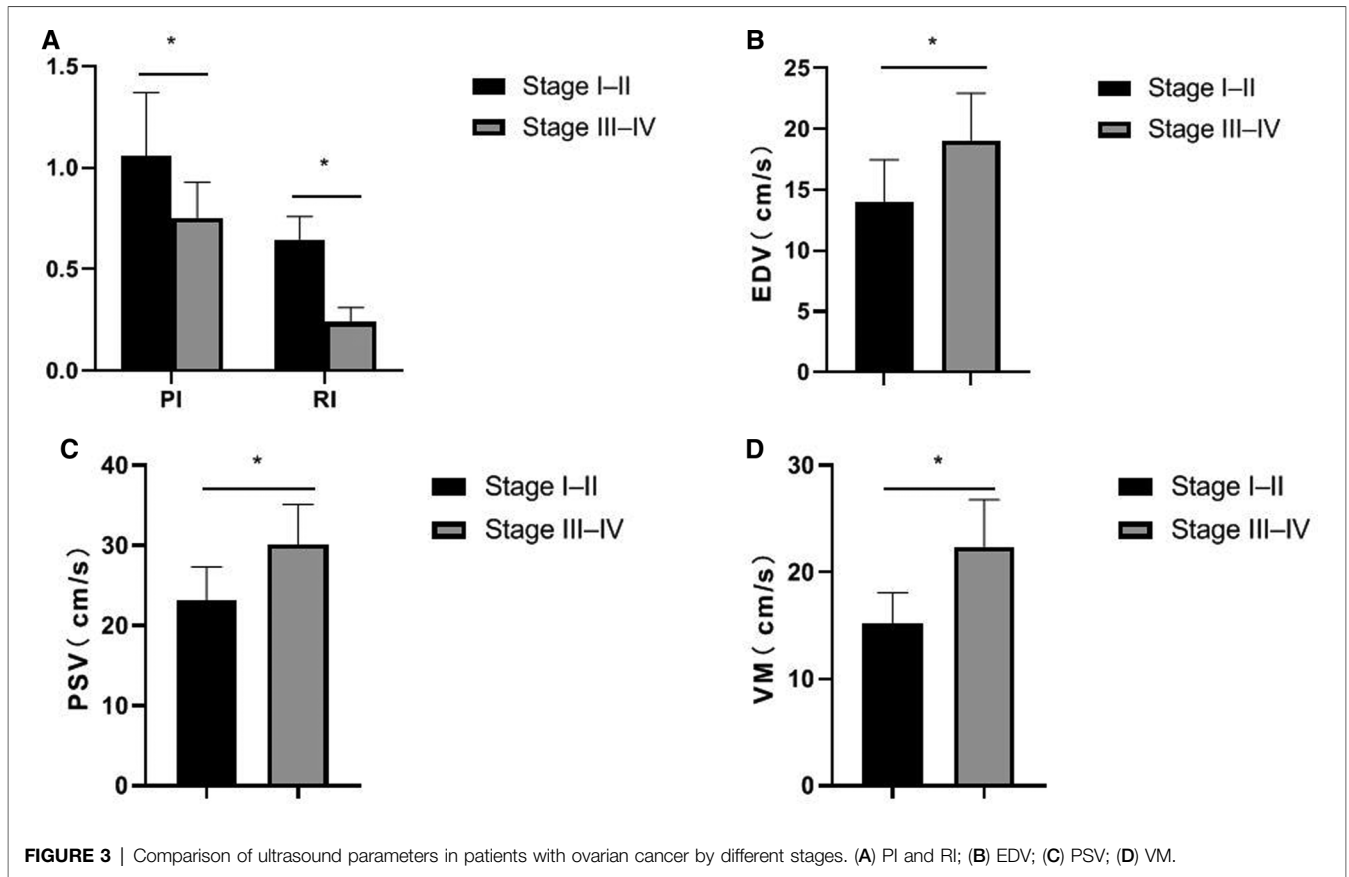 A
*
1.5
1.0
0.5
0.0
*
PI
RI
Stage I–II
Stage III–IV
B
*
25
20
15
10
5
0
EDV( cm/s)
Stage I–II
Stage III–IV
C
*
40
30
20
10
0
PSV( cm/s)
Stage I–II
Stage III–IV
D
*
30
20
10
0
VM( cm/s)
Stage I–II
Stage III–IV
FIGURE 3 | Comparison of ultrasound parameters in patients with ovarian cancer by different stages. (A) PI and RI; (B) EDV; (C) PSV; (D) VM.